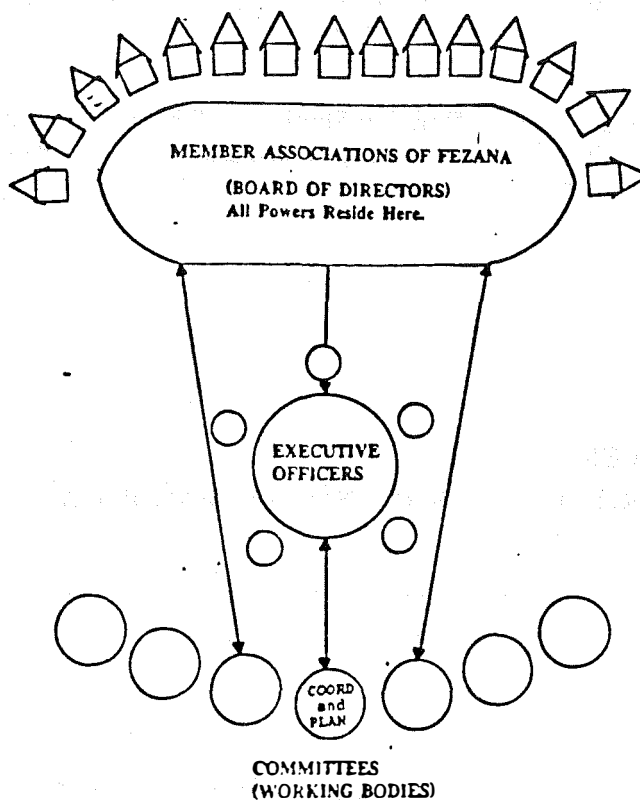 MEMBER ASSOCIATIONS OF FEZANA
(BOARD OF DIRECTORS)
All Powers Reside Here.
EXECUTIVE
OFFICERS
COORD
and
PLAN
COMMITTEES
(WORKING BODIES)